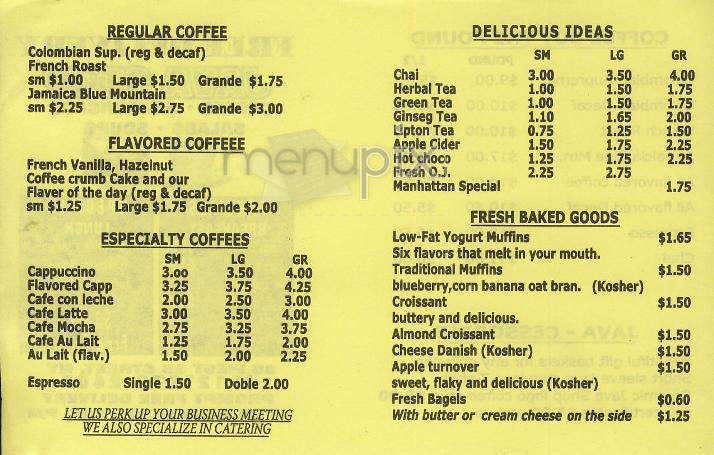 REGULAR COFFEE
Colombian Sup. (reg & decaf)
French Roast
sm $1.00 Large $1.50 Grande $1.75
Jamaica Blue Mountain
sm $2.25 Large $2.75 Grande $3.00
FLAVORED COFFEEE
French Vanilla, Hazelnut
Coffee crumb Cake and our
Flaver of the day (reg & decaf)
sm $1.25 Large $1.75 Grande $2.00
ESPECIALTY COFFEES
SM LG GR
Cappuccino 3.oo 3.50 4.00
Flavored Capp 3.25 3.75 4.25
Cafe con leche 2.00 2.50 3.00
Cafe Latte 3.00 3.50 4.00
Cafe Mocha 2.75 3.25 3.75
Cafe Au Lait 1.25 1.75 2.00
Au Lait (flav.) 1.50 2.00 2.25
Espresso Single 1.50 Doble 2.00
LET US PERK UP YOUR BUSINESS MEETING
WE ALSO SPECIALIZE IN CATERING
DELICIOUS IDEAS
SM LG GR
Chai 3.00 3.50 4.00
Herbal Tea 1.00 1.50 1.75
Green Tea 1.00 1.50 1.75
Ginseg Tea 1.10 1.65 2.00
Lipton Tea 0.75 1.25 1.50
Apple Cider 1.50 1.75 2.25
Hot choco 1.25 1.75 2.25
Fresh O.J. 2.25 2.75
Manhattan Special 1.75
FRESH BAKED GOODS
Low-Fat Yogurt Muffins $1.65
Six flavors that melt in your mouth.
Traditional Muffins $1.50
blueberry,corn banana oat bran. (Kosher)
Croissant $1.50
buttery and delicious.
Almond Croissant $1.50
Cheese Danish (Kosher) $1.50
Apple turnover $1.50
sweet, flaky and delicious (Kosher)
Fresh Bagels $0.60
With butter or cream cheese on the side $1.25
menupix